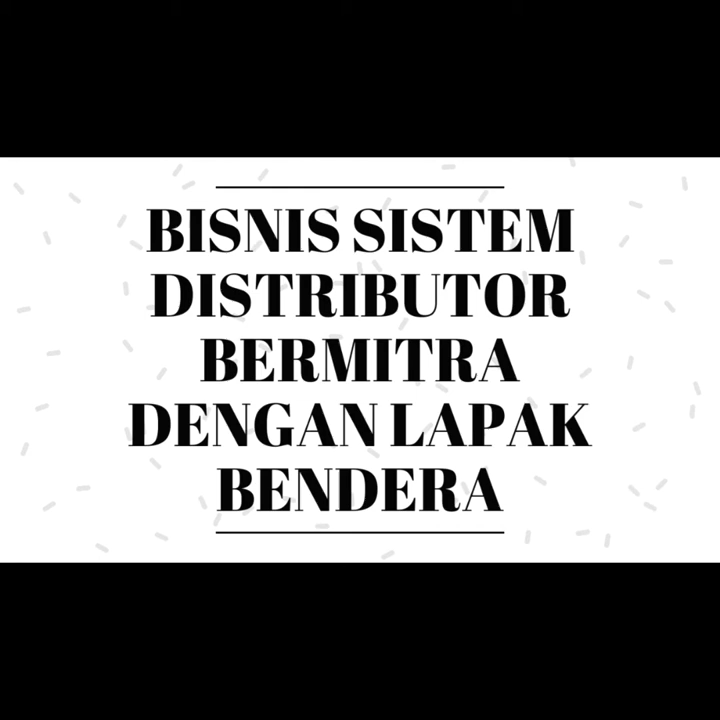 BISNIS SISTEM
DISTRIBUTOR
BERMITRA
DENGAN LAPAK
BENDERA